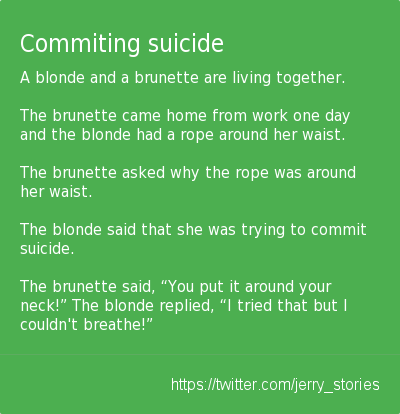 Commiting suicide
A blonde and a brunette are living together.
The brunette came home from work one day
and the blonde had a rope around her waist.
The brunette asked why the rope was around
her waist.
The blonde said that she was trying to commit
suicide.
The brunette said, “You put it around your
neck!” The blonde replied, “I tried that but I
couldn't breathe!”
https://twitter.com/jerry_stories